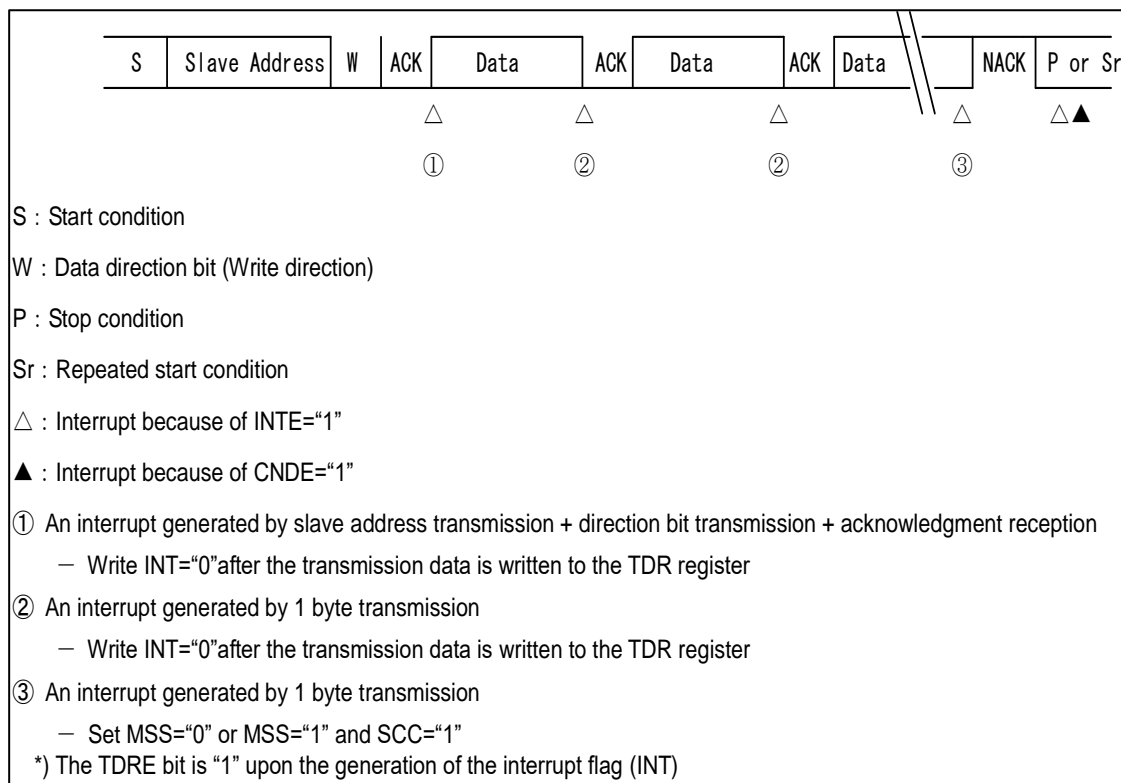 S Slave Address W ACK Data ACK Data ACK Data NACK P or Sr
△ △ △ △ △▲
① ② ② ③
S : Start condition
W : Data direction bit (Write direction)
P : Stop condition
Sr : Repeated start condition
△ : Interrupt because of INTE=“1”
▲ : Interrupt because of CNDE=“1”
① An interrupt generated by slave address transmission + direction bit transmission + acknowledgment reception
– Write INT=“0”after the transmission data is written to the TDR register
② An interrupt generated by 1 byte transmission
– Write INT=“0”after the transmission data is written to the TDR register
③ An interrupt generated by 1 byte transmission
– Set MSS=“0” or MSS=“1” and SCC=“1”
*) The TDRE bit is “1” upon the generation of the interrupt flag (INT)